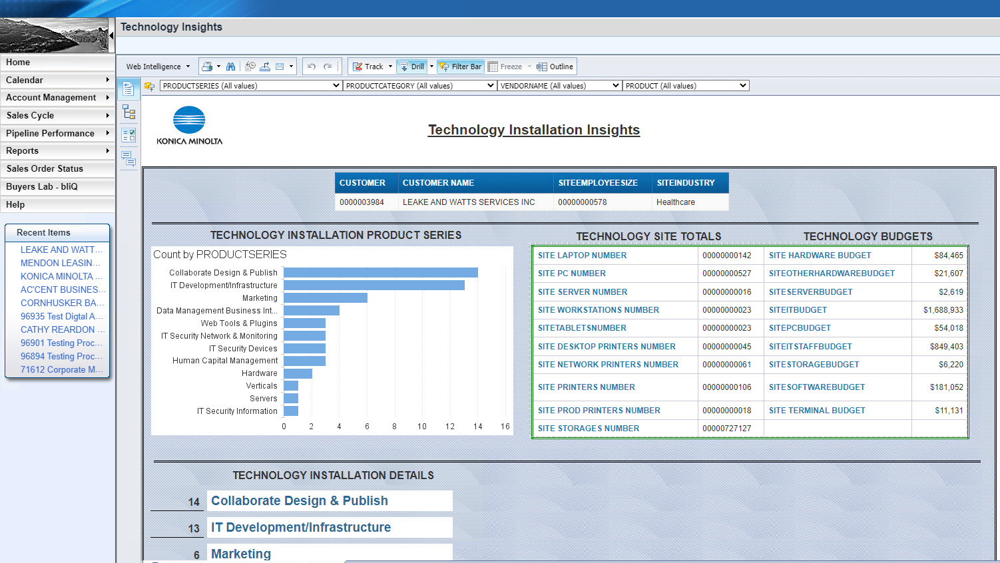 Technology Insights
Home
Calendar
Account Management
Sales Cycle
Pipeline Performance
Reports
Sales Order Status
Buyers Lab - bliQ
Help
Recent Items
LEAKE AND WATT...
MENDON LEASIN...
KONICA MINOLTA ...
AC'CENT BUSINES...
CORNHUSKER BA...
96935 Test Digtal A...
CATHY REARDON ...
96901 Testing Proc...
96894 Testing Proc...
71612 Corporate M...
Web Intelligence Track Drill Filter Bar Freeze Outline
PRODUCTSERIES (All values) PRODUCTCATEGORY (All values) VENDORNAME (All values) PRODUCT (All values)
KONICA MINOLTA
Technology Installation Insights
CUSTOMER CUSTOMER NAME SITEEMPLOYEESIZE SITEINDUSTRY
0000003984 LEAKE AND WATTS SERVICES INC 00000000578 Healthcare
TECHNOLOGY INSTALLATION PRODUCT SERIES
Count by PRODUCTSERIES
Collaborate Design & Publish
IT Development/Infrastructure
Marketing
Data Management Business Int...
Web Tools & Plugins
IT Security Network & Monitoring
IT Security Devices
Human Capital Management
Hardware
Verticals
Servers
IT Security Information
0 2 4 6 8 10 12 14 16
TECHNOLOGY SITE TOTALS TECHNOLOGY BUDGETS
SITE LAPTOP NUMBER 00000000142 SITE HARDWARE BUDGET $84,465
SITE PC NUMBER 00000000527 SITEOTHERHARDWAREBUDGET $21,607
SITE SERVER NUMBER 00000000016 SITESERVERBUDGET $2,619
SITE WORKSTATIONS NUMBER 00000000023 SITEITBUDGET $1,688,933
SITETABLETSNUMBER 00000000023 SITEPCBUDGET $54,018
SITE DESKTOP PRINTERS NUMBER 00000000045 SITEITSTAFFBUDGET $849,403
SITE NETWORK PRINTERS NUMBER 00000000061 SITESTORAGEBUDGET $6,220
SITE PRINTERS NUMBER 00000000106 SITESOFTWAREBUDGET $181,052
SITE PROD PRINTERS NUMBER 00000000018 SITE TERMINAL BUDGET $11,131
SITE STORAGES NUMBER 00000727127
TECHNOLOGY INSTALLATION DETAILS
14 Collaborate Design & Publish
13 IT Development/Infrastructure
6 Marketing